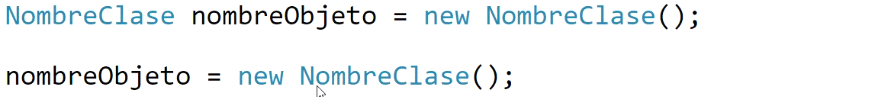 NombreClase nombreObjeto = new NombreClase();
nombreObjeto = new NombreClase();